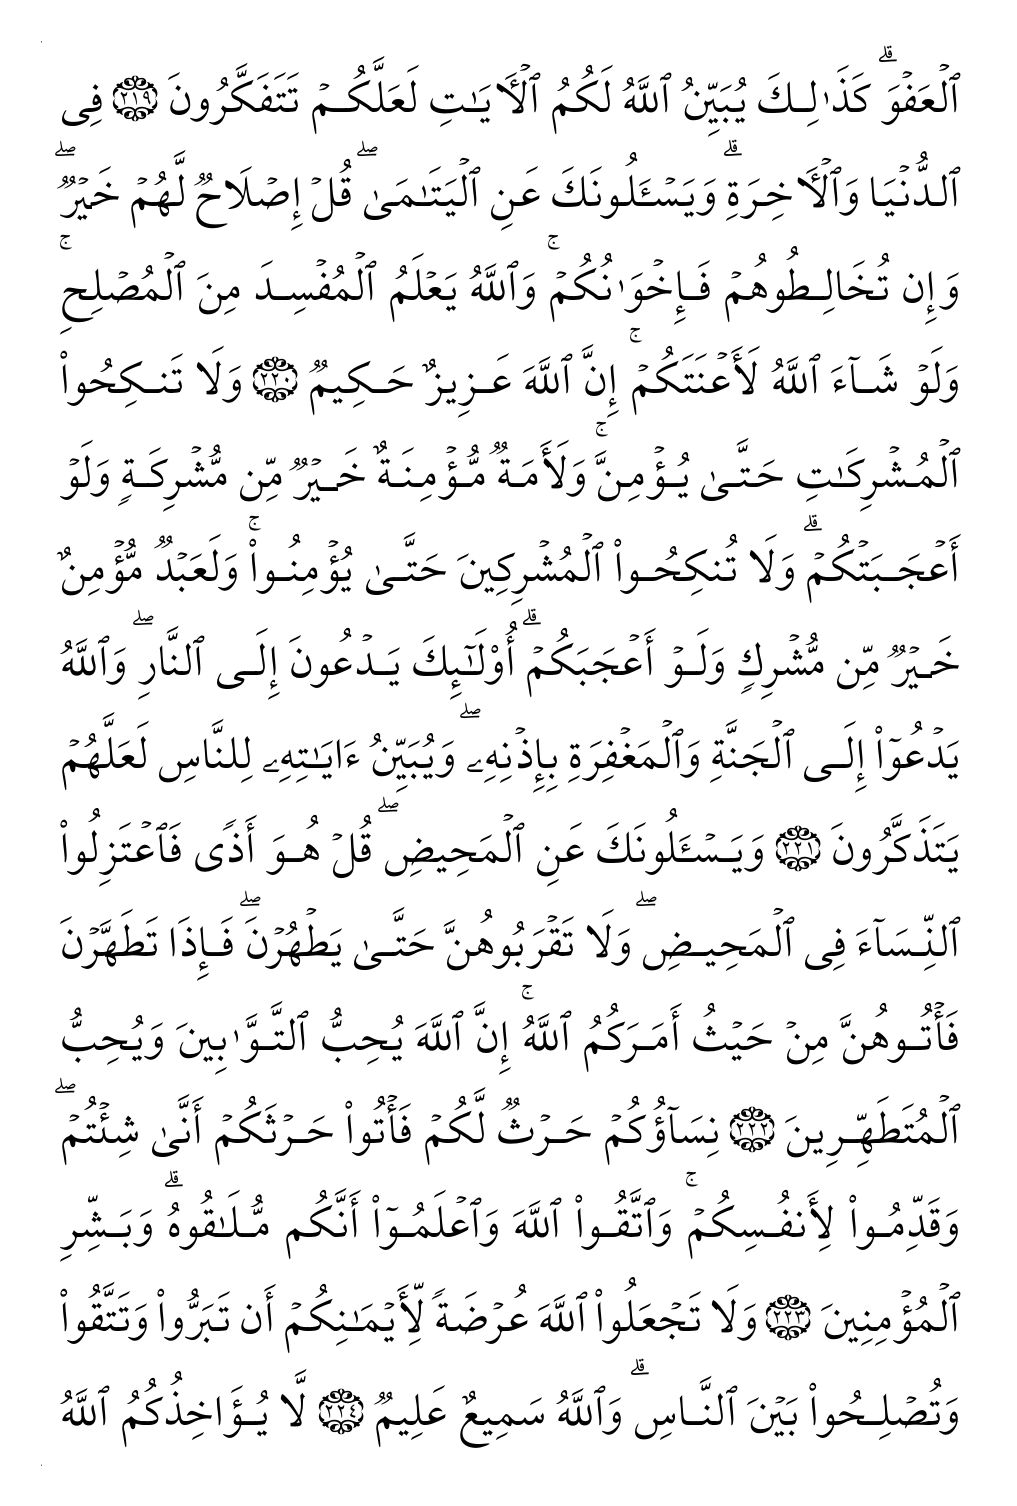 ٱلۡعَفۡوَۗ كَذَٰلِكَ يُبَيِّنُ ٱللَّهُ لَكُمُ ٱلۡأٓيَٰتِ لَعَلَّكُمۡ تَتَفَكَّرُونَ ٢١٩ فِي
ٱلدُّنۡيَا وَٱلۡأٓخِرَةِۗ وَيَسۡـَٔلُونَكَ عَنِ ٱلۡيَتَٰمَىٰۖ قُلۡ إِصۡلَاحٞ لَّهُمۡ خَيۡرٞۖ
وَإِن تُخَالِطُوهُمۡ فَإِخۡوَٰنُكُمۡۚ وَٱللَّهُ يَعۡلَمُ ٱلۡمُفۡسِدَ مِنَ ٱلۡمُصۡلِحِۚ
وَلَوۡ شَآءَ ٱللَّهُ لَأَعۡنَتَكُمۡۚ إِنَّ ٱللَّهَ عَزِيزٌ حَكِيمٞ ٢٢٠ وَلَا تَنكِحُواْ
ٱلۡمُشۡرِكَٰتِ حَتَّىٰ يُؤۡمِنَّۚ وَلَأَمَةٞ مُّؤۡمِنَةٌ خَيۡرٞ مِّن مُّشۡرِكَةٖ وَلَوۡ
أَعۡجَبَتۡكُمۡۗ وَلَا تُنكِحُواْ ٱلۡمُشۡرِكِينَ حَتَّىٰ يُؤۡمِنُواْۚ وَلَعَبۡدٞ مُّؤۡمِنٌ
خَيۡرٞ مِّن مُّشۡرِكٖ وَلَوۡ أَعۡجَبَكُمۡۗ أُوْلَٰٓئِكَ يَدۡعُونَ إِلَى ٱلنَّارِۖ وَٱللَّهُ
يَدۡعُوٓاْ إِلَى ٱلۡجَنَّةِ وَٱلۡمَغۡفِرَةِ بِإِذۡنِهِۦۖ وَيُبَيِّنُ ءَايَٰتِهِۦ لِلنَّاسِ لَعَلَّهُمۡ
يَتَذَكَّرُونَ ٢٢١ وَيَسۡـَٔلُونَكَ عَنِ ٱلۡمَحِيضِۖ قُلۡ هُوَ أَذٗى فَٱعۡتَزِلُواْ
ٱلنِّسَآءَ فِي ٱلۡمَحِيضِۖ وَلَا تَقۡرَبُوهُنَّ حَتَّىٰ يَطۡهُرۡنَۖ فَإِذَا تَطَهَّرۡنَ
فَأۡتُوهُنَّ مِنۡ حَيۡثُ أَمَرَكُمُ ٱللَّهُۚ إِنَّ ٱللَّهَ يُحِبُّ ٱلتَّوَّٰبِينَ وَيُحِبُّ
ٱلۡمُتَطَهِّرِينَ ٢٢٢ نِسَآؤُكُمۡ حَرۡثٞ لَّكُمۡ فَأۡتُواْ حَرۡثَكُمۡ أَنَّىٰ شِئۡتُمۡۖ
وَقَدِّمُواْ لِأَنفُسِكُمۡۚ وَٱتَّقُواْ ٱللَّهَ وَٱعۡلَمُوٓاْ أَنَّكُم مُّلَٰقُوهُۗ وَبَشِّرِ
ٱلۡمُؤۡمِنِينَ ٢٢٣ وَلَا تَجۡعَلُواْ ٱللَّهَ عُرۡضَةٗ لِّأَيۡمَٰنِكُمۡ أَن تَبَرُّواْ وَتَتَّقُواْ
وَتُصۡلِحُواْ بَيۡنَ ٱلنَّاسِۗ وَٱللَّهُ سَمِيعٌ عَلِيمٞ ٢٢٤ لَّا يُؤَاخِذُكُمُ ٱللَّهُ